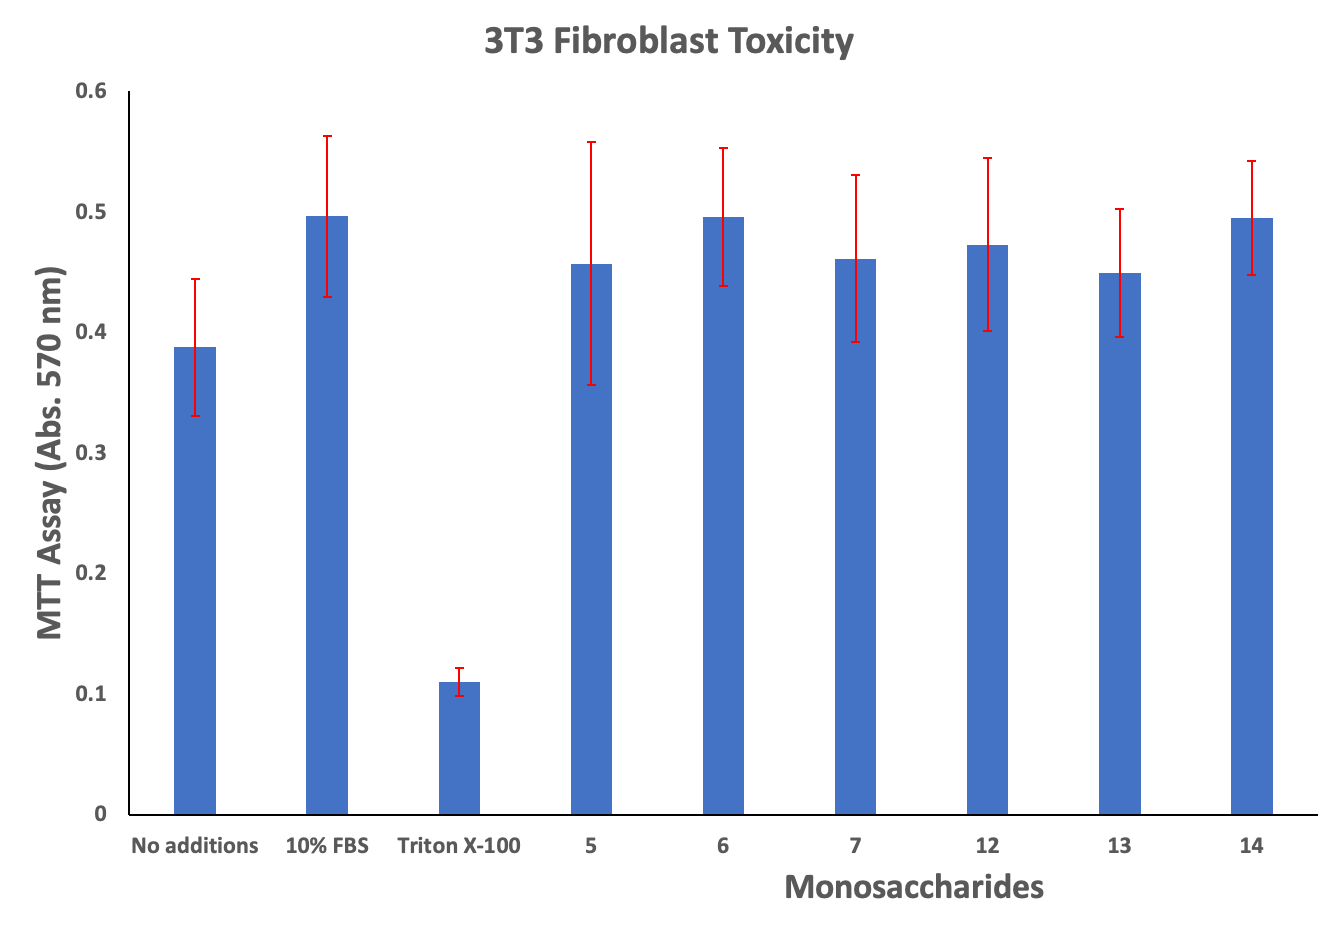 3T3 Fibroblast Toxicity
MTT Assay (Abs. 570 nm)
0.6
0.5
0.4
0.3
0.2
0.1
0
No additions 10% FBS Triton X-100 5 6 7 12 13 14
Monosaccharides